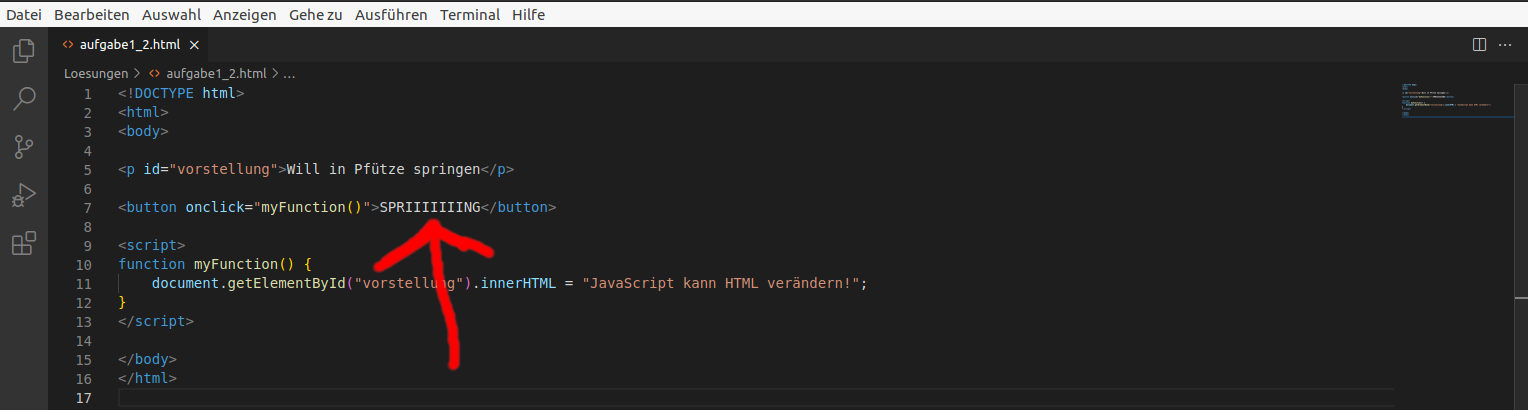 Datei Bearbeiten Auswahl Anzeigen Gehe zu Ausführen Terminal Hilfe
aufgabe1_2.html
Loesungen > aufgabe1_2.html > ...
1 <!DOCTYPE html>
2 <html>
3 <body>
4
5 <p id="vorstellung">Will in Pfütze springen</p>
6
7 <button onclick="myFunction()">SPRIIIIIIING</button>
8
9 <script>
10 function myFunction() {
11 document.getElementById("vorstellung").innerHTML = "JavaScript kann HTML verändern!";
12 }
13 </script>
14
15 </body>
16 </html>
17